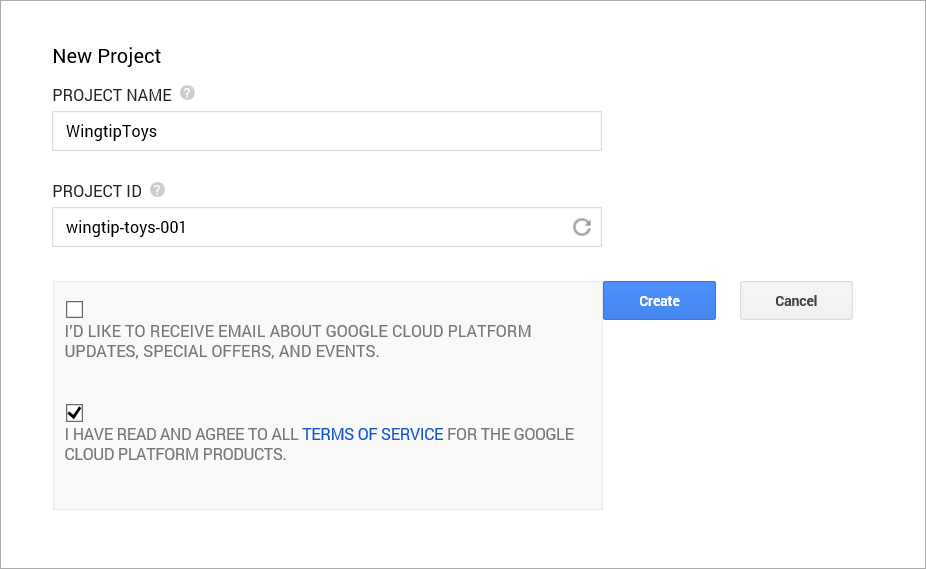 New Project
PROJECT NAME ?
WingtipToys
PROJECT ID ?
wingtip-toys-001
Create
Cancel
I'D LIKE TO RECEIVE EMAIL ABOUT GOOGLE CLOUD PLATFORM
UPDATES, SPECIAL OFFERS, AND EVENTS.
I HAVE READ AND AGREE TO ALL TERMS OF SERVICE FOR THE GOOGLE
CLOUD PLATFORM PRODUCTS.